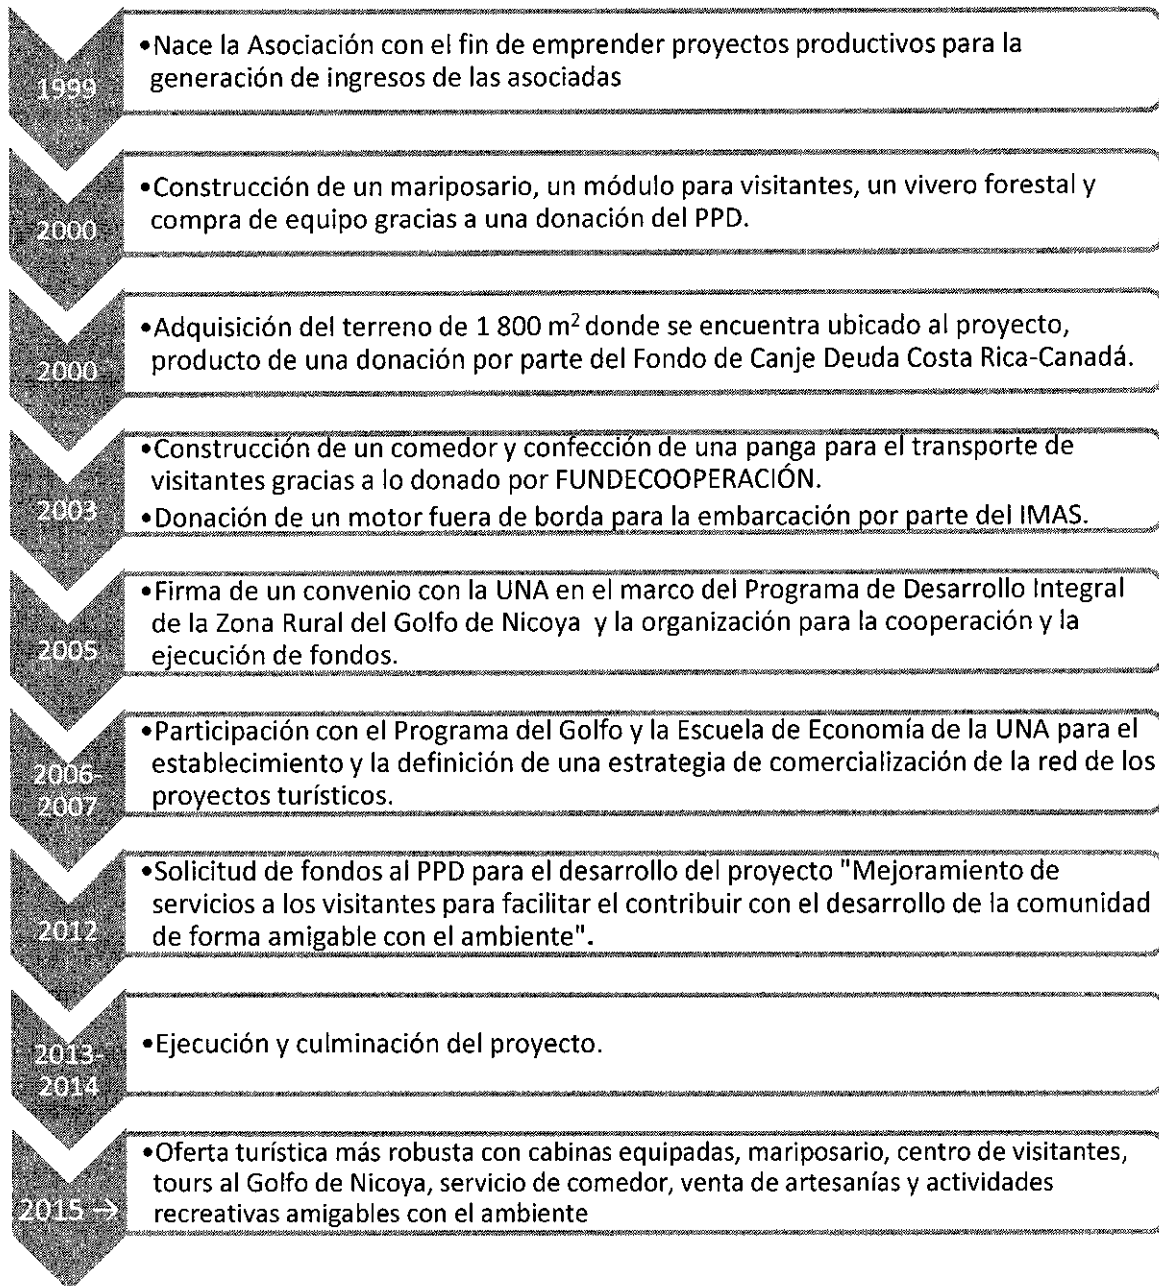 •Nace la Asociación con el fin de emprender proyectos productivos para la
generación de ingresos de las asociadas
1999
•Construcción de un mariposario, un módulo para visitantes, un vivero forestal y
compra de equipo gracias a una donación del PPD.
2000
•Adquisición del terreno de 1 800 m² donde se encuentra ubicado al proyecto,
producto de una donación por parte del Fondo de Canje Deuda Costa Rica-Canadá.
2000
•Construcción de un comedor y confección de una panga para el transporte de
visitantes gracias a lo donado por FUNDECOOPERACIÓN.
•Donación de un motor fuera de borda para la embarcación por parte del IMAS.
2003
•Firma de un convenio con la UNA en el marco del Programa de Desarrollo Integral
de la Zona Rural del Golfo de Nicoya y la organización para la cooperación y la
ejecución de fondos.
2005
•Participación con el Programa del Golfo y la Escuela de Economía de la UNA para el
establecimiento y la definición de una estrategia de comercialización de la red de los
proyectos turísticos.
2006-
2007
•Solicitud de fondos al PPD para el desarrollo del proyecto "Mejoramiento de
servicios a los visitantes para facilitar el contribuir con el desarrollo de la comunidad
de forma amigable con el ambiente".
2012
•Ejecución y culminación del proyecto.
2013-
2014
•Oferta turística más robusta con cabinas equipadas, mariposario, centro de visitantes,
tours al Golfo de Nicoya, servicio de comedor, venta de artesanías y actividades
recreativas amigables con el ambiente
2015 →